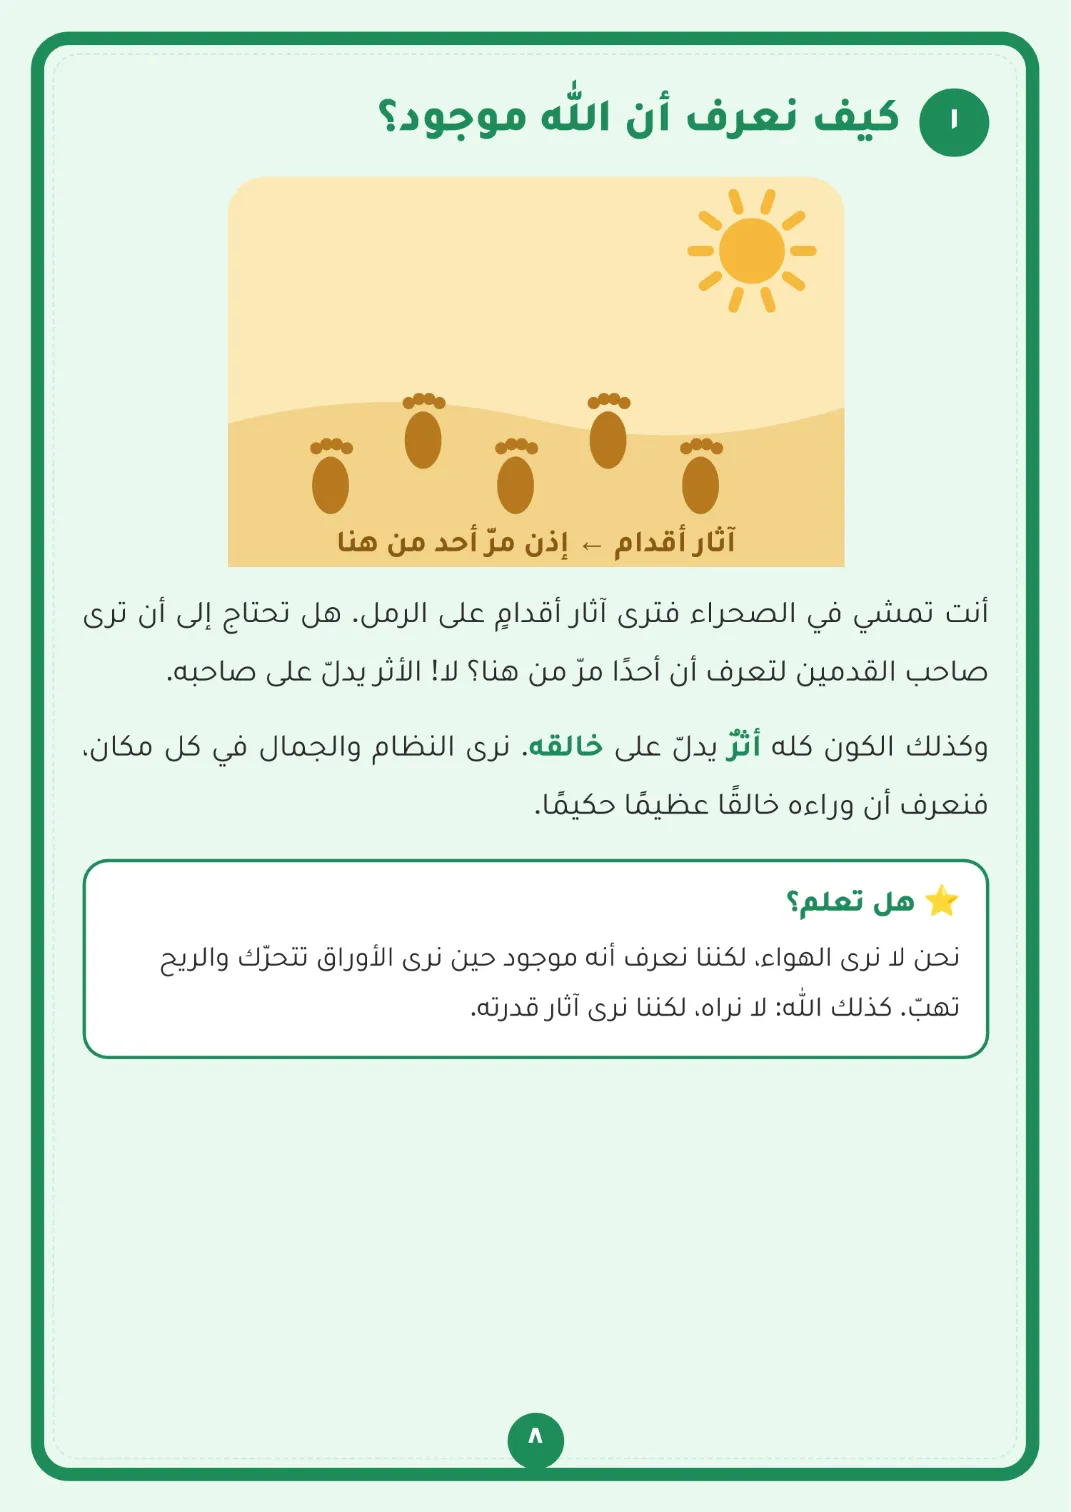 ١
كيف نعرف أن الله موجود؟
آثار أقدام ← إذن مرّ أحد من هنا
أنت تمشي في الصحراء فترى آثار أقدامٍ على الرمل. هل تحتاج إلى أن ترى
صاحب القدمين لتعرف أن أحدًا مرّ من هنا؟ لا! الأثر يدلّ على صاحبه.
وكذلك الكون كله أثرٌ يدلّ على خالقه. نرى النظام والجمال في كل مكان،
فنعرف أن وراءه خالقًا عظيمًا حكيمًا.
⭐ هل تعلم؟
نحن لا نرى الهواء، لكننا نعرف أنه موجود حين نرى الأوراق تتحرّك والريح
تهبّ. كذلك الله: لا نراه، لكننا نرى آثار قدرته.
٨